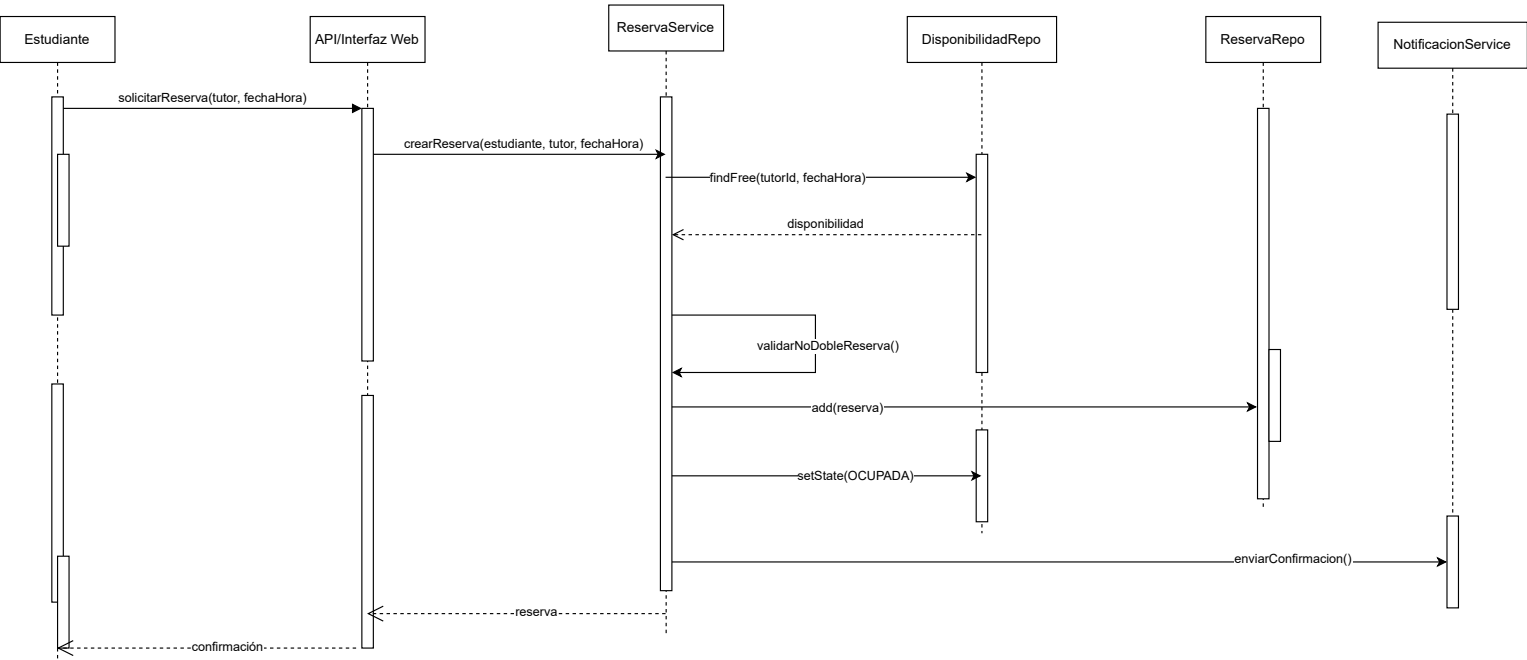 Estudiante
API/Interfaz Web
ReservaService
DisponibilidadRepo
ReservaRepo
NotificacionService
solicitarReserva(tutor, fechaHora)
crearReserva(estudiante, tutor, fechaHora)
findFree(tutorId, fechaHora)
disponibilidad
validarNoDobleReserva()
add(reserva)
setState(OCUPADA)
enviarConfirmacion()
reserva
confirmación